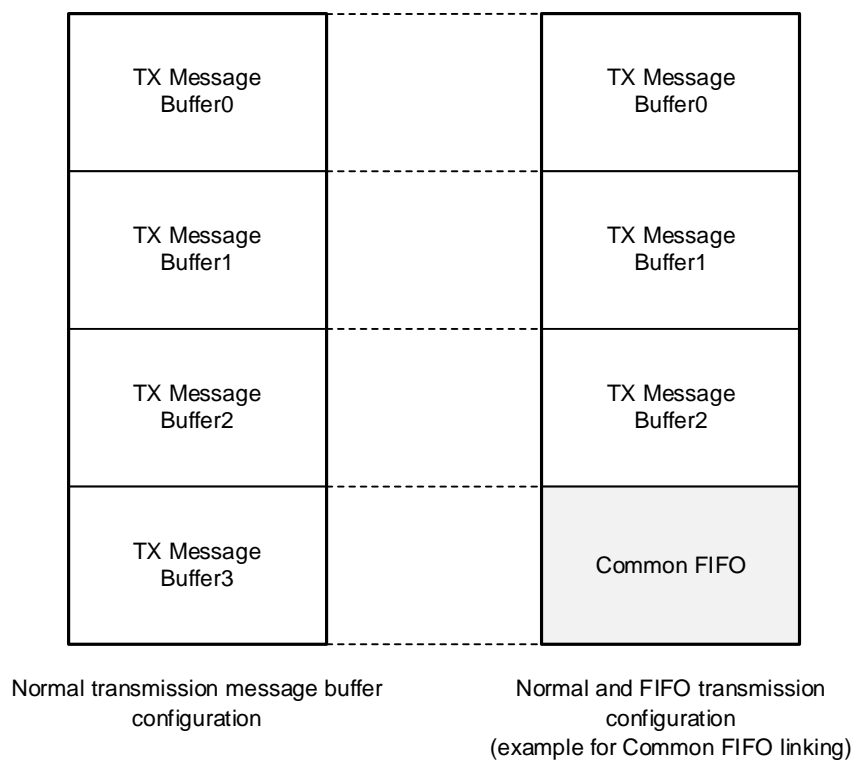 TX Message
Buffer0
TX Message
Buffer0
TX Message
Buffer1
TX Message
Buffer1
TX Message
Buffer2
TX Message
Buffer2
TX Message
Buffer3
Common FIFO
Normal transmission message buffer
configuration
Normal and FIFO transmission
configuration
(example for Common FIFO linking)